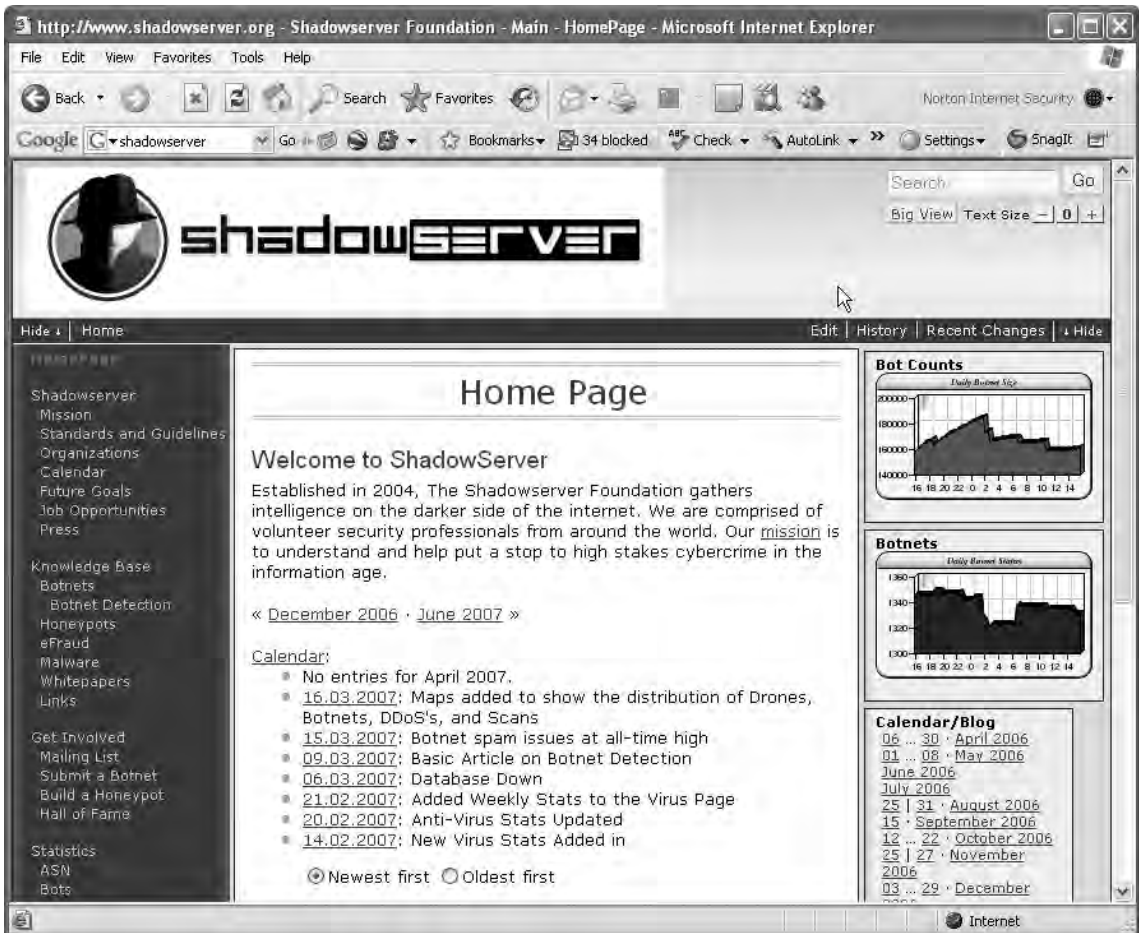 http://www.shadowserver.org - Shadowserver Foundation - Main - HomePage - Microsoft Internet Explorer
File Edit View Favorites Tools Help
Back Search Favorites Norton Internet Security
Google G shadowserver Go Bookmarks 34 blocked ABC Check AutoLink » Settings SnagIt
shadowserver
Search Go
Big View Text Size - 0 +
Hide ↓ Home Edit History Recent Changes ↓ Hide
HomePage
Shadowserver
Mission
Standards and Guidelines
Organizations
Calendar
Future Goals
Job Opportunities
Press
Knowledge Base
Botnets
Botnet Detection
Honeypots
eFraud
Malware
Whitepapers
Links
Get Involved
Mailing List
Submit a Botnet
Build a Honeypot
Hall of Fame
Statistics
ASN
Bots
Home Page
Welcome to ShadowServer
Established in 2004, The Shadowserver Foundation gathers
intelligence on the darker side of the internet. We are comprised of
volunteer security professionals from around the world. Our mission is
to understand and help put a stop to high stakes cybercrime in the
information age.
« December 2006 · June 2007 »
Calendar:
No entries for April 2007.
16.03.2007: Maps added to show the distribution of Drones,
Botnets, DDoS's, and Scans
15.03.2007: Botnet spam issues at all-time high
09.03.2007: Basic Article on Botnet Detection
06.03.2007: Database Down
21.02.2007: Added Weekly Stats to the Virus Page
20.02.2007: Anti-Virus Stats Updated
14.02.2007: New Virus Stats Added in
Newest first Oldest first
Bot Counts
Daily Botnet Size
200000
180000
160000
140000
16 18 20 22 0 2 4 6 8 10 12 14
Botnets
Daily Botnet Status
1360
1340
1320
1300
16 18 20 22 0 2 4 6 8 10 12 14
Calendar/Blog
06 ... 30 · April 2006
01 ... 08 · May 2006
June 2006
July 2006
25 | 31 · August 2006
15 · September 2006
12 ... 22 · October 2006
25 | 27 · November
2006
03 ... 29 · December
Internet